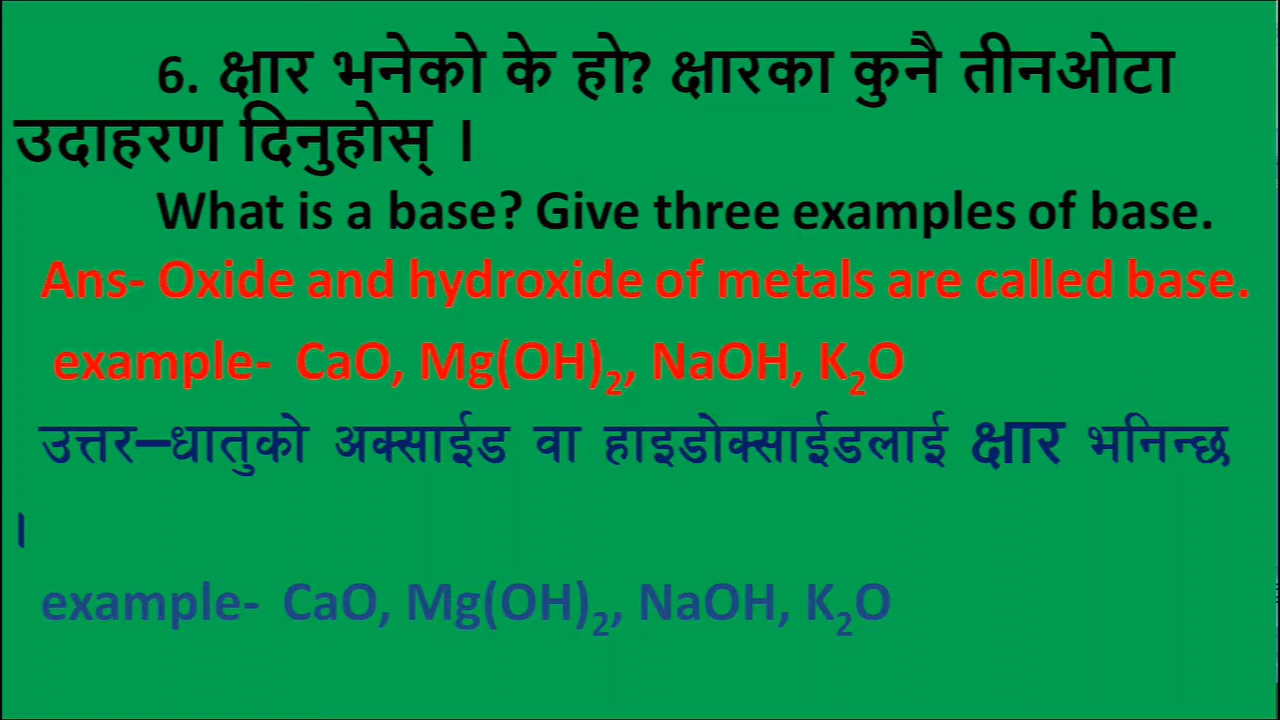 6. क्षार भनेको के हो? क्षारका कुनै तीनओटा
उदाहरण दिनुहोस् ।
What is a base? Give three examples of base.
Ans- Oxide and hydroxide of metals are called base.
example- CaO, Mg(OH)₂, NaOH, K₂O
उत्तर–धातुको अक्साईड वा हाइडोक्साईडलाई क्षार भनिन्छ
।
example- CaO, Mg(OH)₂, NaOH, K₂O